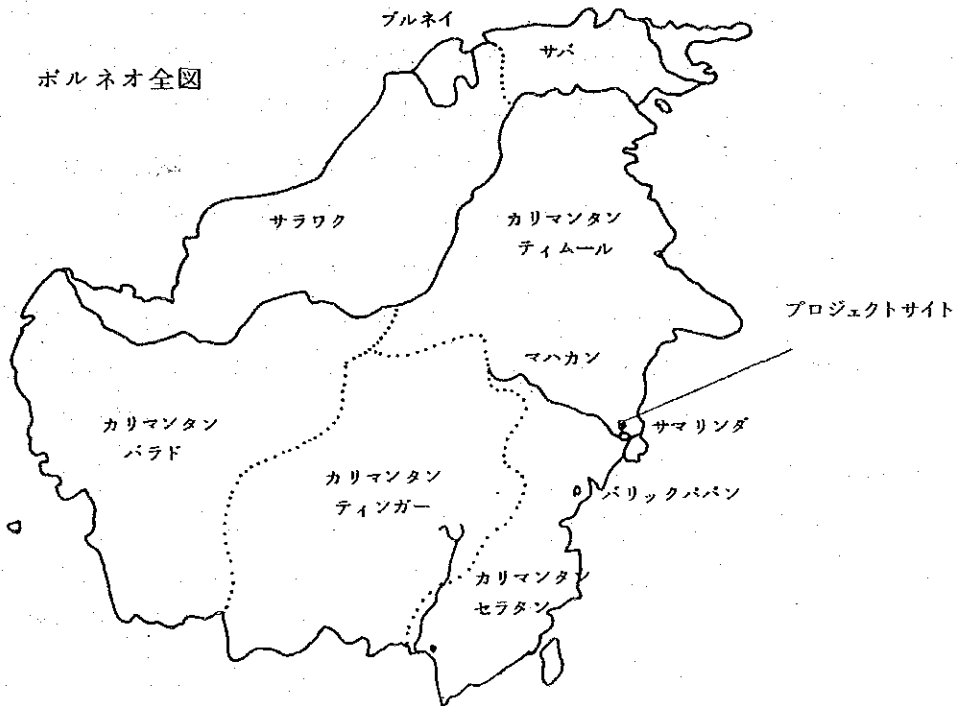 ブルネイ
サバ
ボルネオ全図
サラワク
カリマンタン
ティムール
プロジェクトサイト
マハカン
カリマンタン
バラド
サマリンダ
カリマンタン
ティンガー
バリックパパン
カリマンタン
セラタン